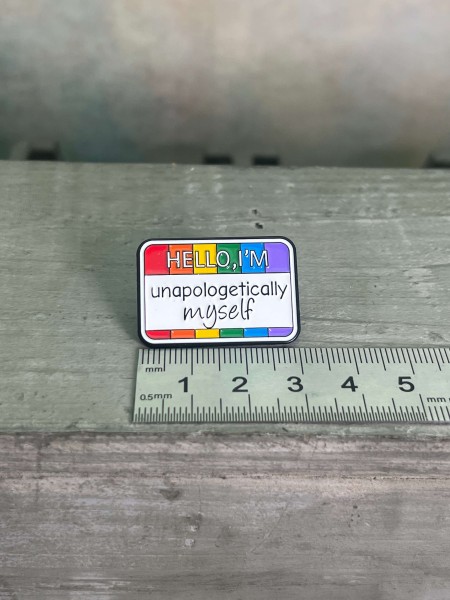 HELLO, I'M
unapologetically
myself
mm
1 2 3 4 5
0.5mm
mm